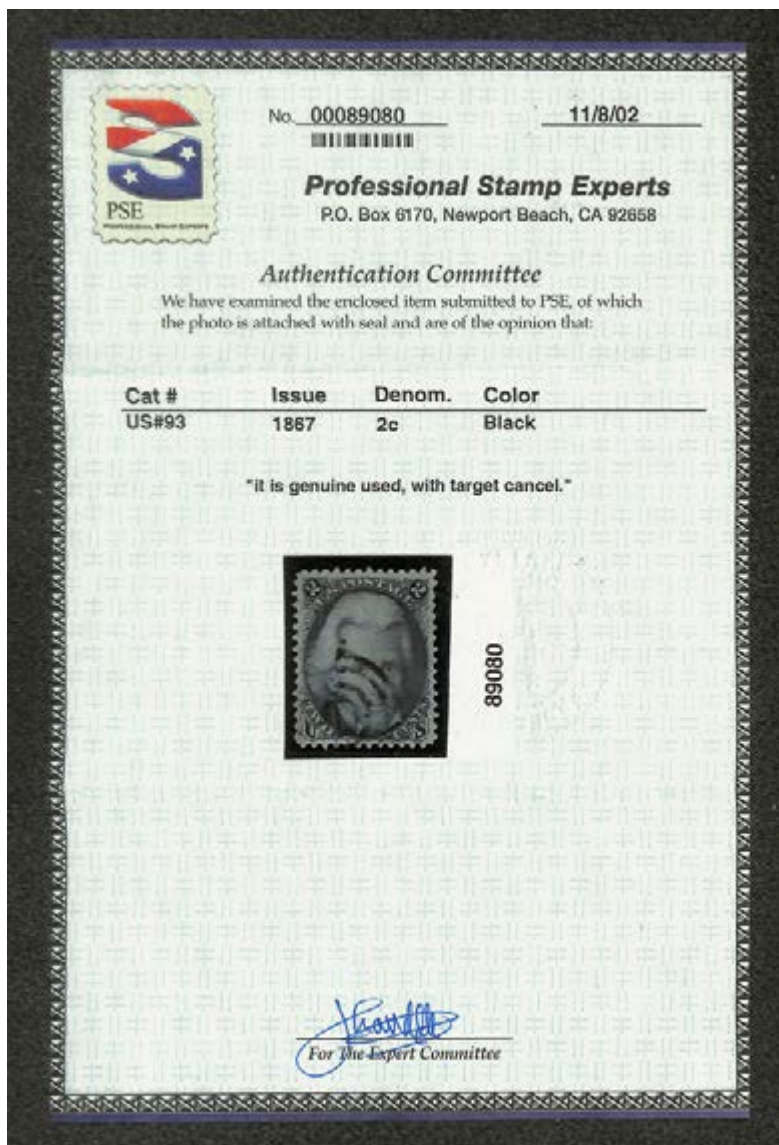 No. 00089080 11/8/02
PSE
PROFESSIONAL STAMP EXPERTS
Professional Stamp Experts
P.O. Box 6170, Newport Beach, CA 92658
Authentication Committee
We have examined the enclosed item submitted to PSE, of which
the photo is attached with seal and are of the opinion that:
Cat # Issue Denom. Color
US#93 1867 2c Black
"it is genuine used, with target cancel."
89080
For The Expert Committee